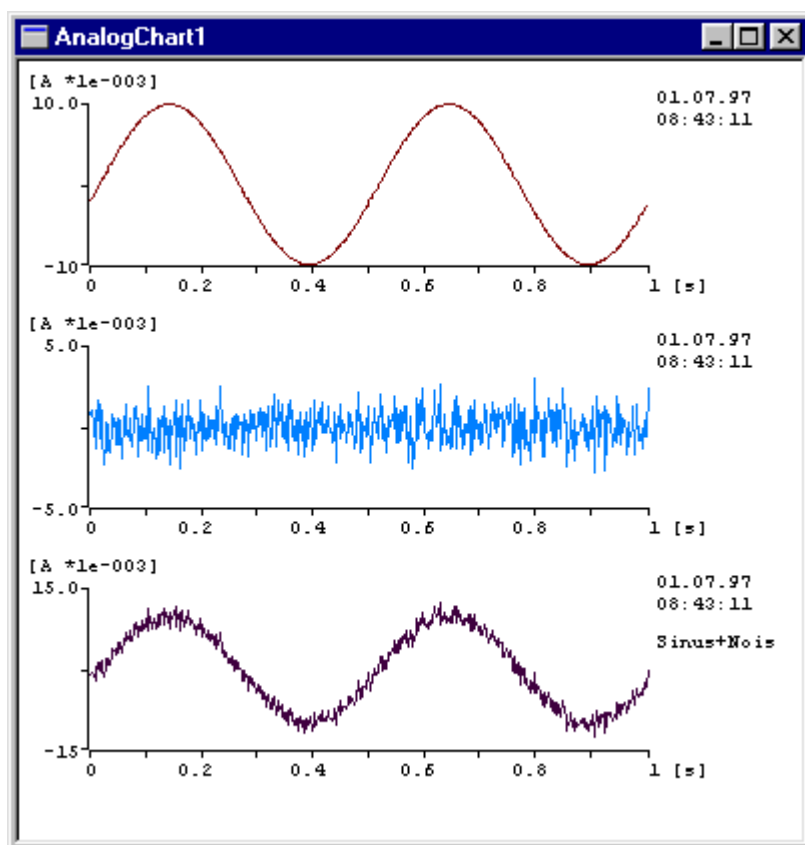 AnalogChart1
[A *1e-003]
10.0
-10
0 0.2 0.4 0.6 0.8 1 [s]
01.07.97
08:43:11
[A *1e-003]
5.0
-5.0
0 0.2 0.4 0.6 0.8 1 [s]
01.07.97
08:43:11
[A *1e-003]
15.0
-15
0 0.2 0.4 0.6 0.8 1 [s]
01.07.97
08:43:11
Sinus+Nois